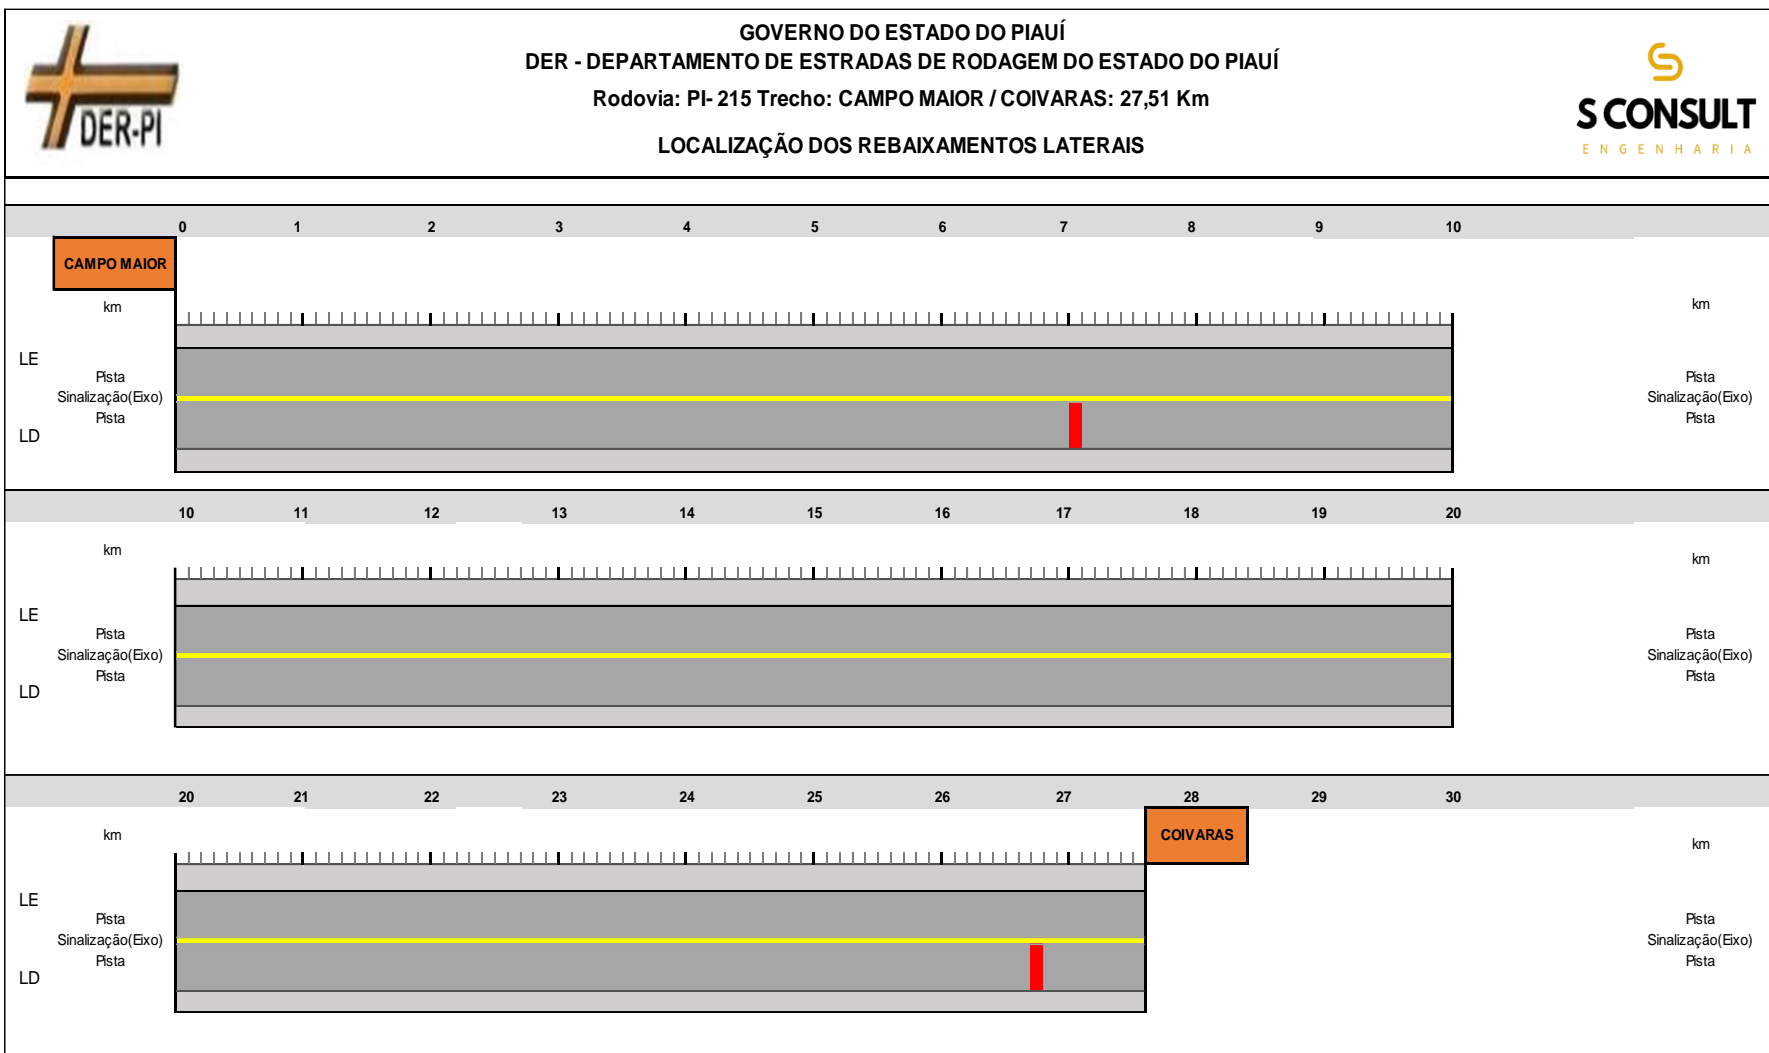 GOVERNO DO ESTADO DO PIAUÍ
DER - DEPARTAMENTO DE ESTRADAS DE RODAGEM DO ESTADO DO PIAUÍ
Rodovia: PI- 215 Trecho: CAMPO MAIOR / COIVARAS: 27,51 Km
LOCALIZAÇÃO DOS REBAIXAMENTOS LATERAIS
DER-PI
S CONSULT
ENGENHARIA
0 1 2 3 4 5 6 7 8 9 10
CAMPO MAIOR
km km
LE
Pista Pista
Sinalização(Eixo) Sinalização(Eixo)
Pista Pista
LD
10 11 12 13 14 15 16 17 18 19 20
km km
LE
Pista Pista
Sinalização(Eixo) Sinalização(Eixo)
Pista Pista
LD
20 21 22 23 24 25 26 27 28 29 30
km COIVARAS km
LE
Pista Pista
Sinalização(Eixo) Sinalização(Eixo)
Pista Pista
LD